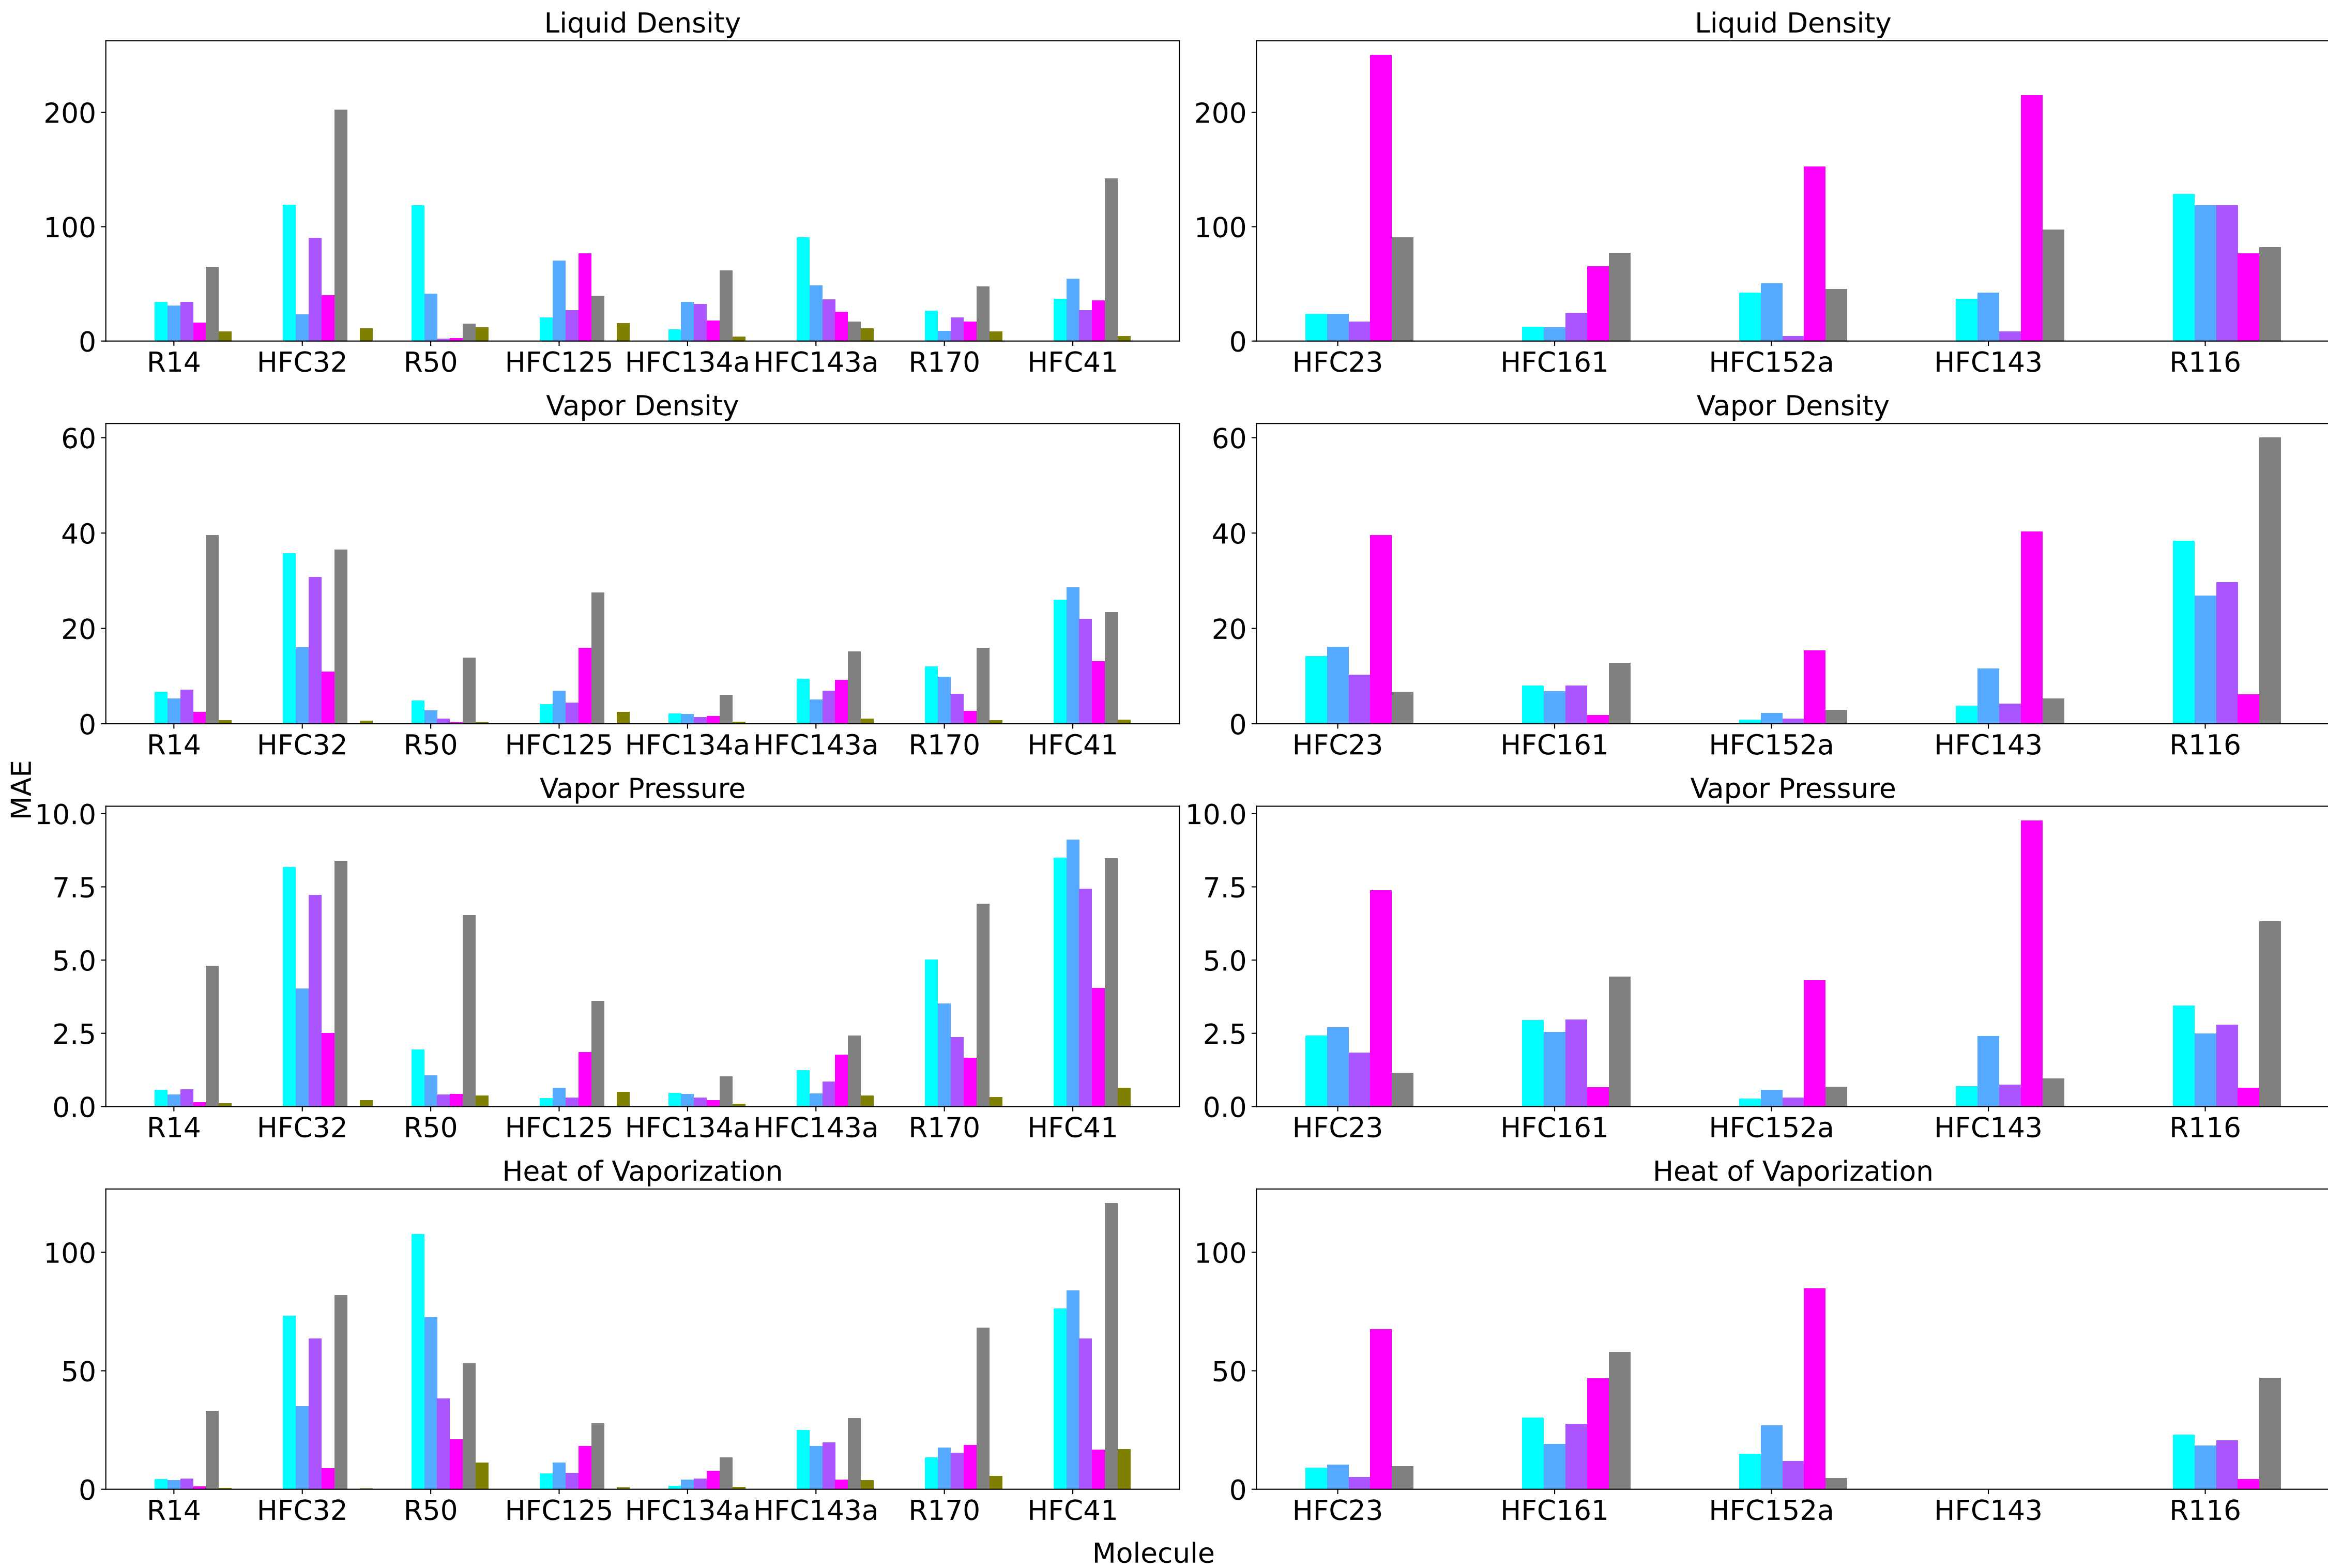 Liquid Density
200
100
0
R14 HFC32 R50 HFC125 HFC134a HFC143a R170 HFC41
Liquid Density
200
100
0
HFC23 HFC161 HFC152a HFC143 R116
Vapor Density
60
40
20
0
R14 HFC32 R50 HFC125 HFC134a HFC143a R170 HFC41
Vapor Density
60
40
20
0
HFC23 HFC161 HFC152a HFC143 R116
MAE
Vapor Pressure
10.0
7.5
5.0
2.5
0.0
R14 HFC32 R50 HFC125 HFC134a HFC143a R170 HFC41
Vapor Pressure
10.0
7.5
5.0
2.5
0.0
HFC23 HFC161 HFC152a HFC143 R116
Heat of Vaporization
100
50
0
R14 HFC32 R50 HFC125 HFC134a HFC143a R170 HFC41
Heat of Vaporization
100
50
0
HFC23 HFC161 HFC152a HFC143 R116
Molecule